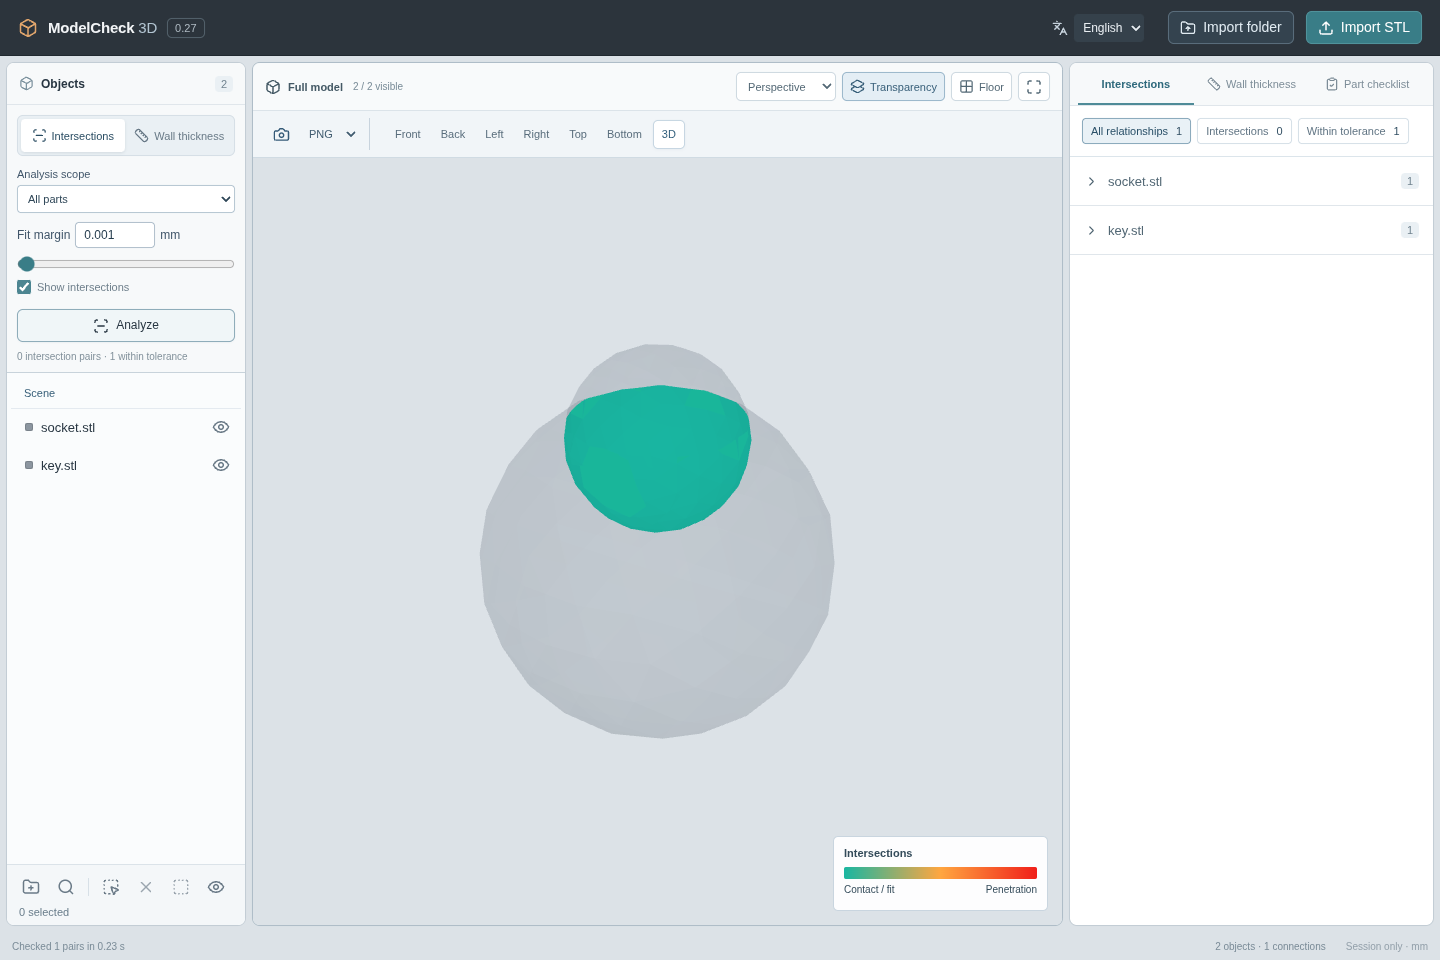 ModelCheck 3D 0.27
English
Import folder
Import STL
Objects 2
Intersections
Wall thickness
Analysis scope
All parts
Fit margin 0.001 mm
Show intersections
Analyze
0 intersection pairs · 1 within tolerance
Scene
socket.stl
key.stl
0 selected
Full model 2 / 2 visible
Perspective
Transparency
Floor
PNG
Front
Back
Left
Right
Top
Bottom
3D
Intersections
Contact / fit
Penetration
Intersections
Wall thickness
Part checklist
All relationships 1
Intersections 0
Within tolerance 1
socket.stl 1
key.stl 1
Checked 1 pairs in 0.23 s
2 objects · 1 connections
Session only · mm